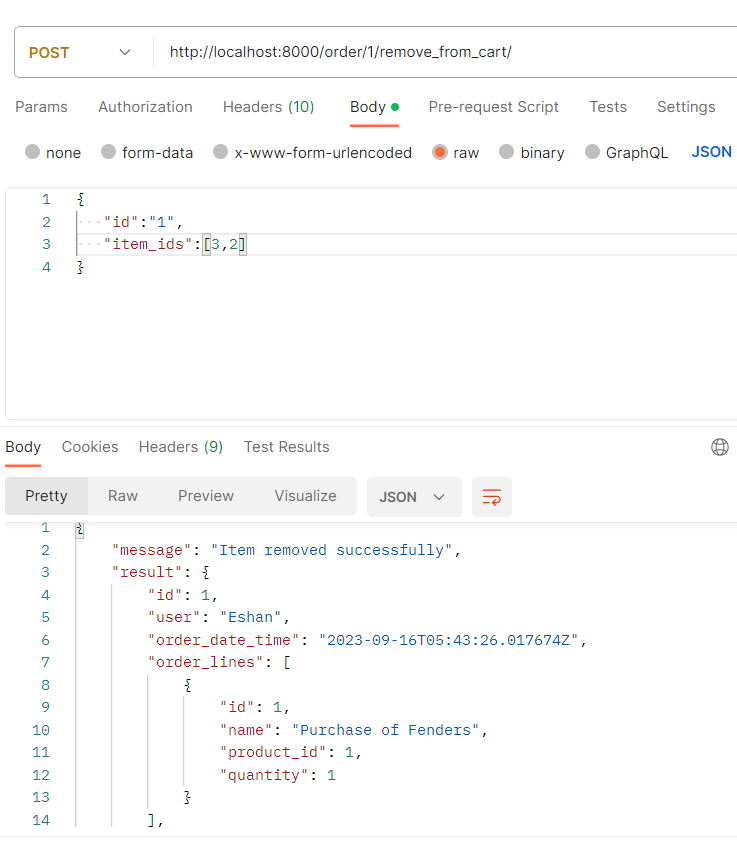 POST http://localhost:8000/order/1/remove_from_cart/
Params Authorization Headers (10) Body Pre-request Script Tests Settings
none form-data x-www-form-urlencoded raw binary GraphQL JSON
1 {
2 "id":"1",
3 "item_ids":[3,2]
4 }
Body Cookies Headers (9) Test Results
Pretty Raw Preview Visualize JSON
1 {
2 "message": "Item removed successfully",
3 "result": {
4 "id": 1,
5 "user": "Eshan",
6 "order_date_time": "2023-09-16T05:43:26.017674Z",
7 "order_lines": [
8 {
9 "id": 1,
10 "name": "Purchase of Fenders",
11 "product_id": 1,
12 "quantity": 1
13 }
14 ],